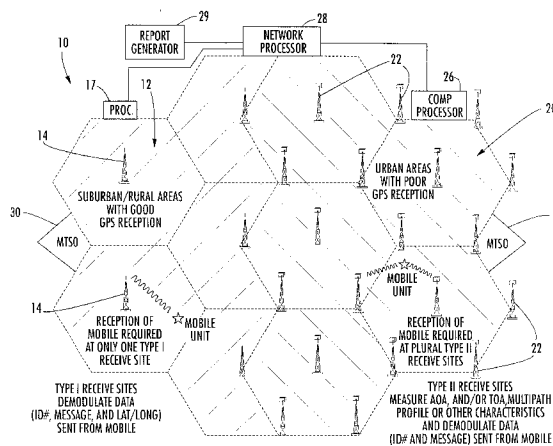 29
REPORT
GENERATOR
28
NETWORK
PROCESSOR
10
17
PROC
12
22
26
COMP
PROCESSOR
14
SUBURBAN/RURAL AREAS
WITH GOOD
GPS RECEPTION
URBAN AREAS
WITH POOR
GPS RECEPTION
30
MTSO
MTSO
14
MOBILE
UNIT
MOBILE UNIT
RECEPTION OF
MOBILE REQUIRED
AT ONLY ONE TYPE I
RECEIVE SITE
RECEPTION OF
MOBILE REQUIRED
AT PLURAL TYPE II
RECEIVE SITES
22
TYPE I RECEIVE SITES
DEMODULATE DATA
(ID#, MESSAGE, AND LAT/LONG)
SENT FROM MOBILE
TYPE II RECEIVE SITES
MEASURE AOA, AND/OR TOA,MULTIPATH
PROFILE OR OTHER CHARACTERISTICS
AND DEMODULATE DATA
(ID# AND MESSAGE) SENT FROM MOBILE